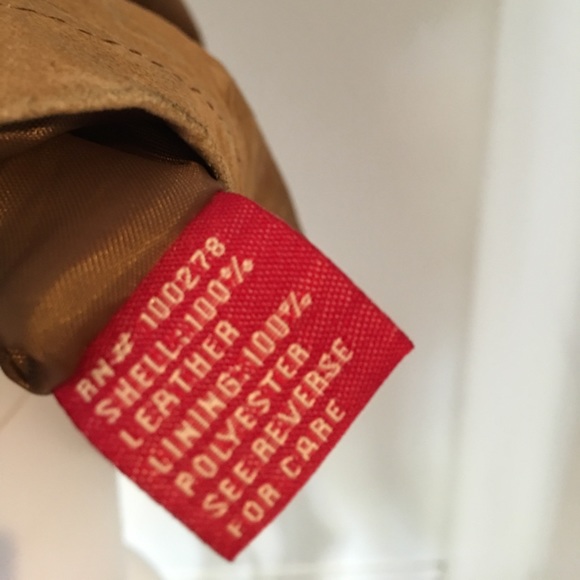 RN# 100278
SHELL: 100%
LEATHER
LINING: 100%
POLYESTER
SEE REVERSE
FOR CARE